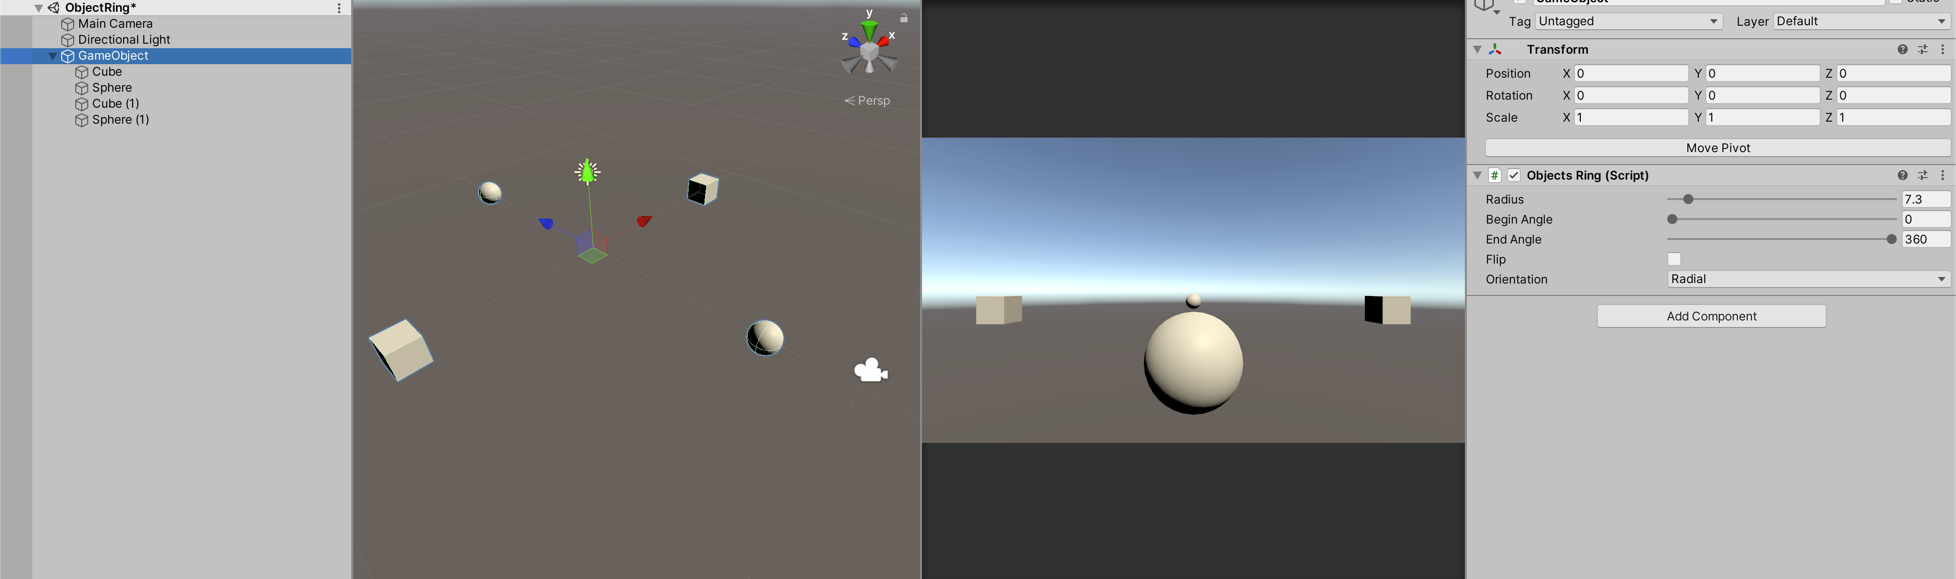 ObjectRing*
Main Camera
Directional Light
GameObject
Cube
Sphere
Cube (1)
Sphere (1)
y
z x
Persp
GameObject Static
Tag Untagged Layer Default
Transform
Position X 0 Y 0 Z 0
Rotation X 0 Y 0 Z 0
Scale X 1 Y 1 Z 1
Move Pivot
# Objects Ring (Script)
Radius 7.3
Begin Angle 0
End Angle 360
Flip
Orientation Radial
Add Component